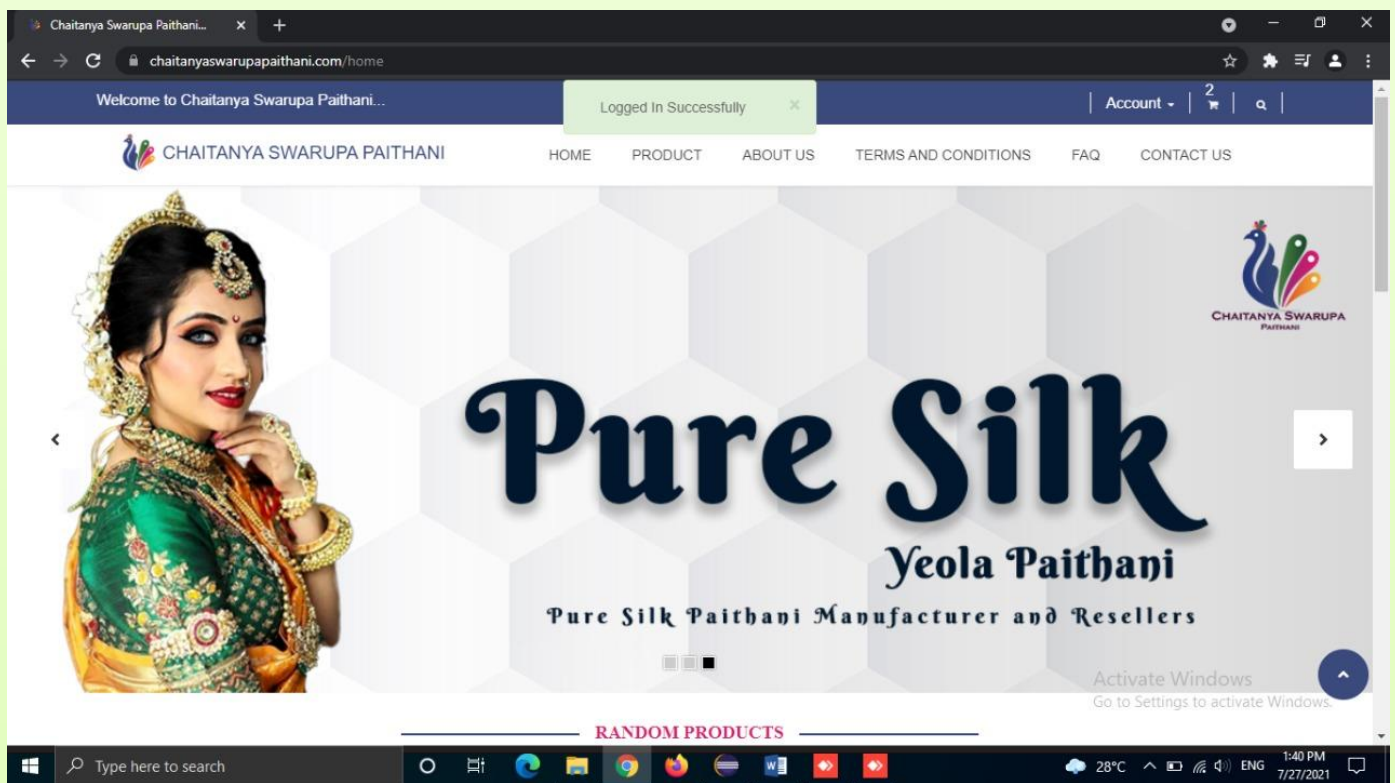 Chaitanya Swarupa Paithani...
chaitanyaswarupapaithani.com/home
Welcome to Chaitanya Swarupa Paithani...
Logged In Successfully ×
Account
2
CHAITANYA SWARUPA PAITHANI
HOME PRODUCT ABOUT US TERMS AND CONDITIONS FAQ CONTACT US
CHAITANYA SWARUPA
PAITHANI
Pure Silk
Yeola Paithani
Pure Silk Paithani Manufacturer and Resellers
Activate Windows
Go to Settings to activate Windows.
RANDOM PRODUCTS
Type here to search
28°C ENG
1:40 PM
7/27/2021